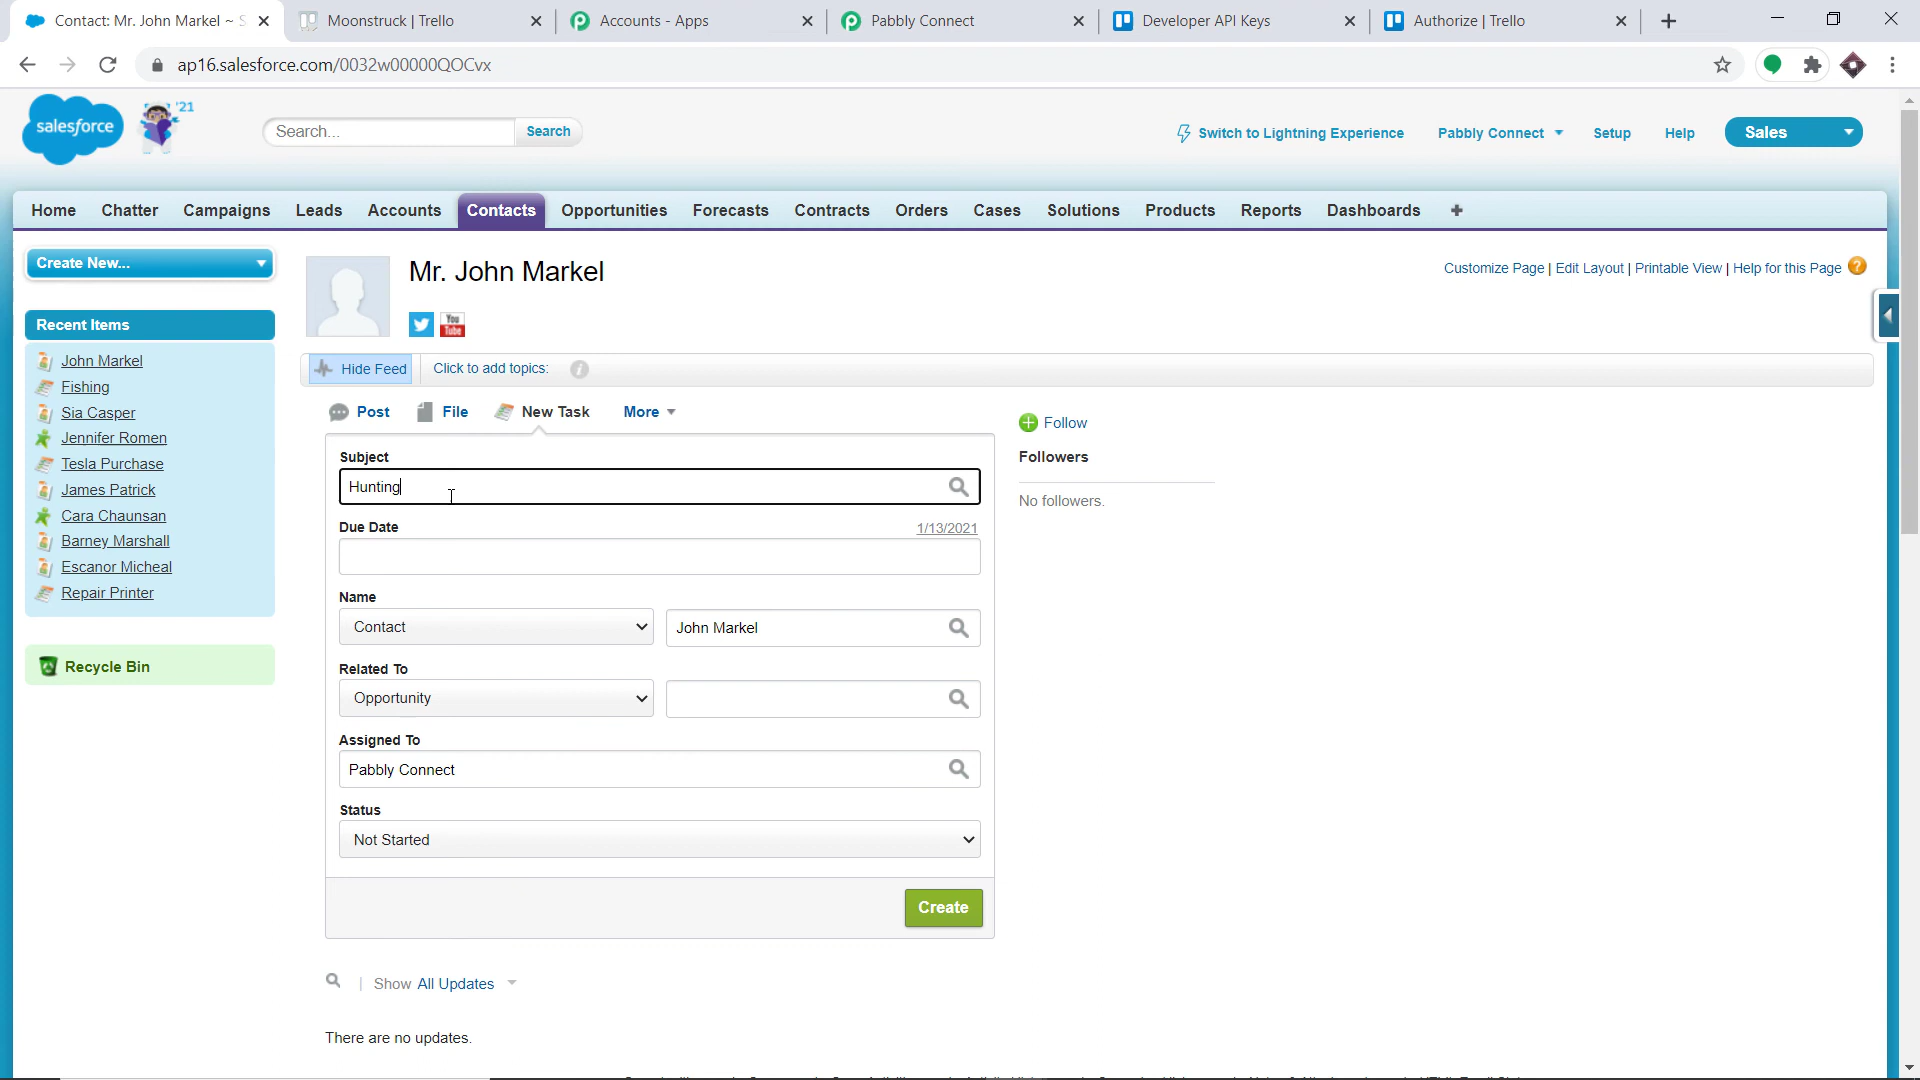 Contact: Mr. John Markel ~ S
Moonstruck | Trello
Accounts - Apps
Pabbly Connect
Developer API Keys
Authorize | Trello
ap16.salesforce.com/0032w00000QOCvx
salesforce
'21
Search...
Search
Switch to Lightning Experience
Pabbly Connect
Setup
Help
Sales
Home
Chatter
Campaigns
Leads
Accounts
Contacts
Opportunities
Forecasts
Contracts
Orders
Cases
Solutions
Products
Reports
Dashboards
Create New...
Recent Items
John Markel
Fishing
Sia Casper
Jennifer Romen
Tesla Purchase
James Patrick
Cara Chaunsan
Barney Marshall
Escanor Micheal
Repair Printer
Recycle Bin
Mr. John Markel
Customize Page | Edit Layout | Printable View | Help for this Page
You
Tube
Hide Feed
Click to add topics:
Post
File
New Task
More
Subject
Hunting
Due Date
1/13/2021
Name
Contact
John Markel
Related To
Opportunity
Assigned To
Pabbly Connect
Status
Not Started
Create
Follow
Followers
No followers.
Show All Updates
There are no updates.